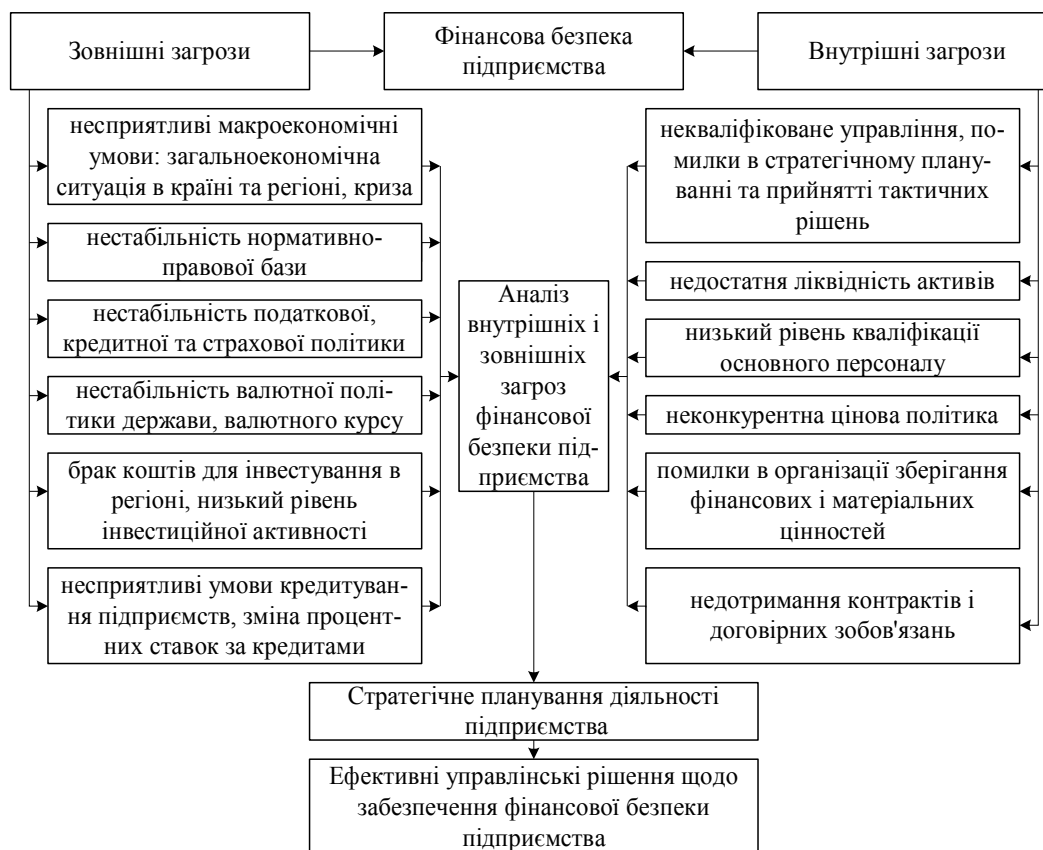 Зовнішні загрози
Фінансова безпека
підприємства
Внутрішні загрози
несприятливі макроекономічні
умови: загальноекономічна
ситуація в країні та регіоні, криза
нестабільність нормативно-
правової бази
нестабільність податкової,
кредитної та страхової політики
нестабільність валютної полі-
тики держави, валютного курсу
брак коштів для інвестування в
регіоні, низький рівень
інвестиційної активності
несприятливі умови кредитуван-
ня підприємств, зміна процент-
них ставок за кредитами
Аналіз
внутрішніх і
зовнішніх
загроз
фінансової
безпеки під-
приємства
некваліфіковане управління, по-
милки в стратегічному плану-
ванні та прийнятті тактичних
рішень
недостатня ліквідність активів
низький рівень кваліфікації
основного персоналу
неконкурентна цінова політика
помилки в організації зберігання
фінансових і матеріальних
цінностей
недотримання контрактів і
договірних зобов'язань
Стратегічне планування діяльності
підприємства
Ефективні управлінські рішення щодо
забезпечення фінансової безпеки
підприємства